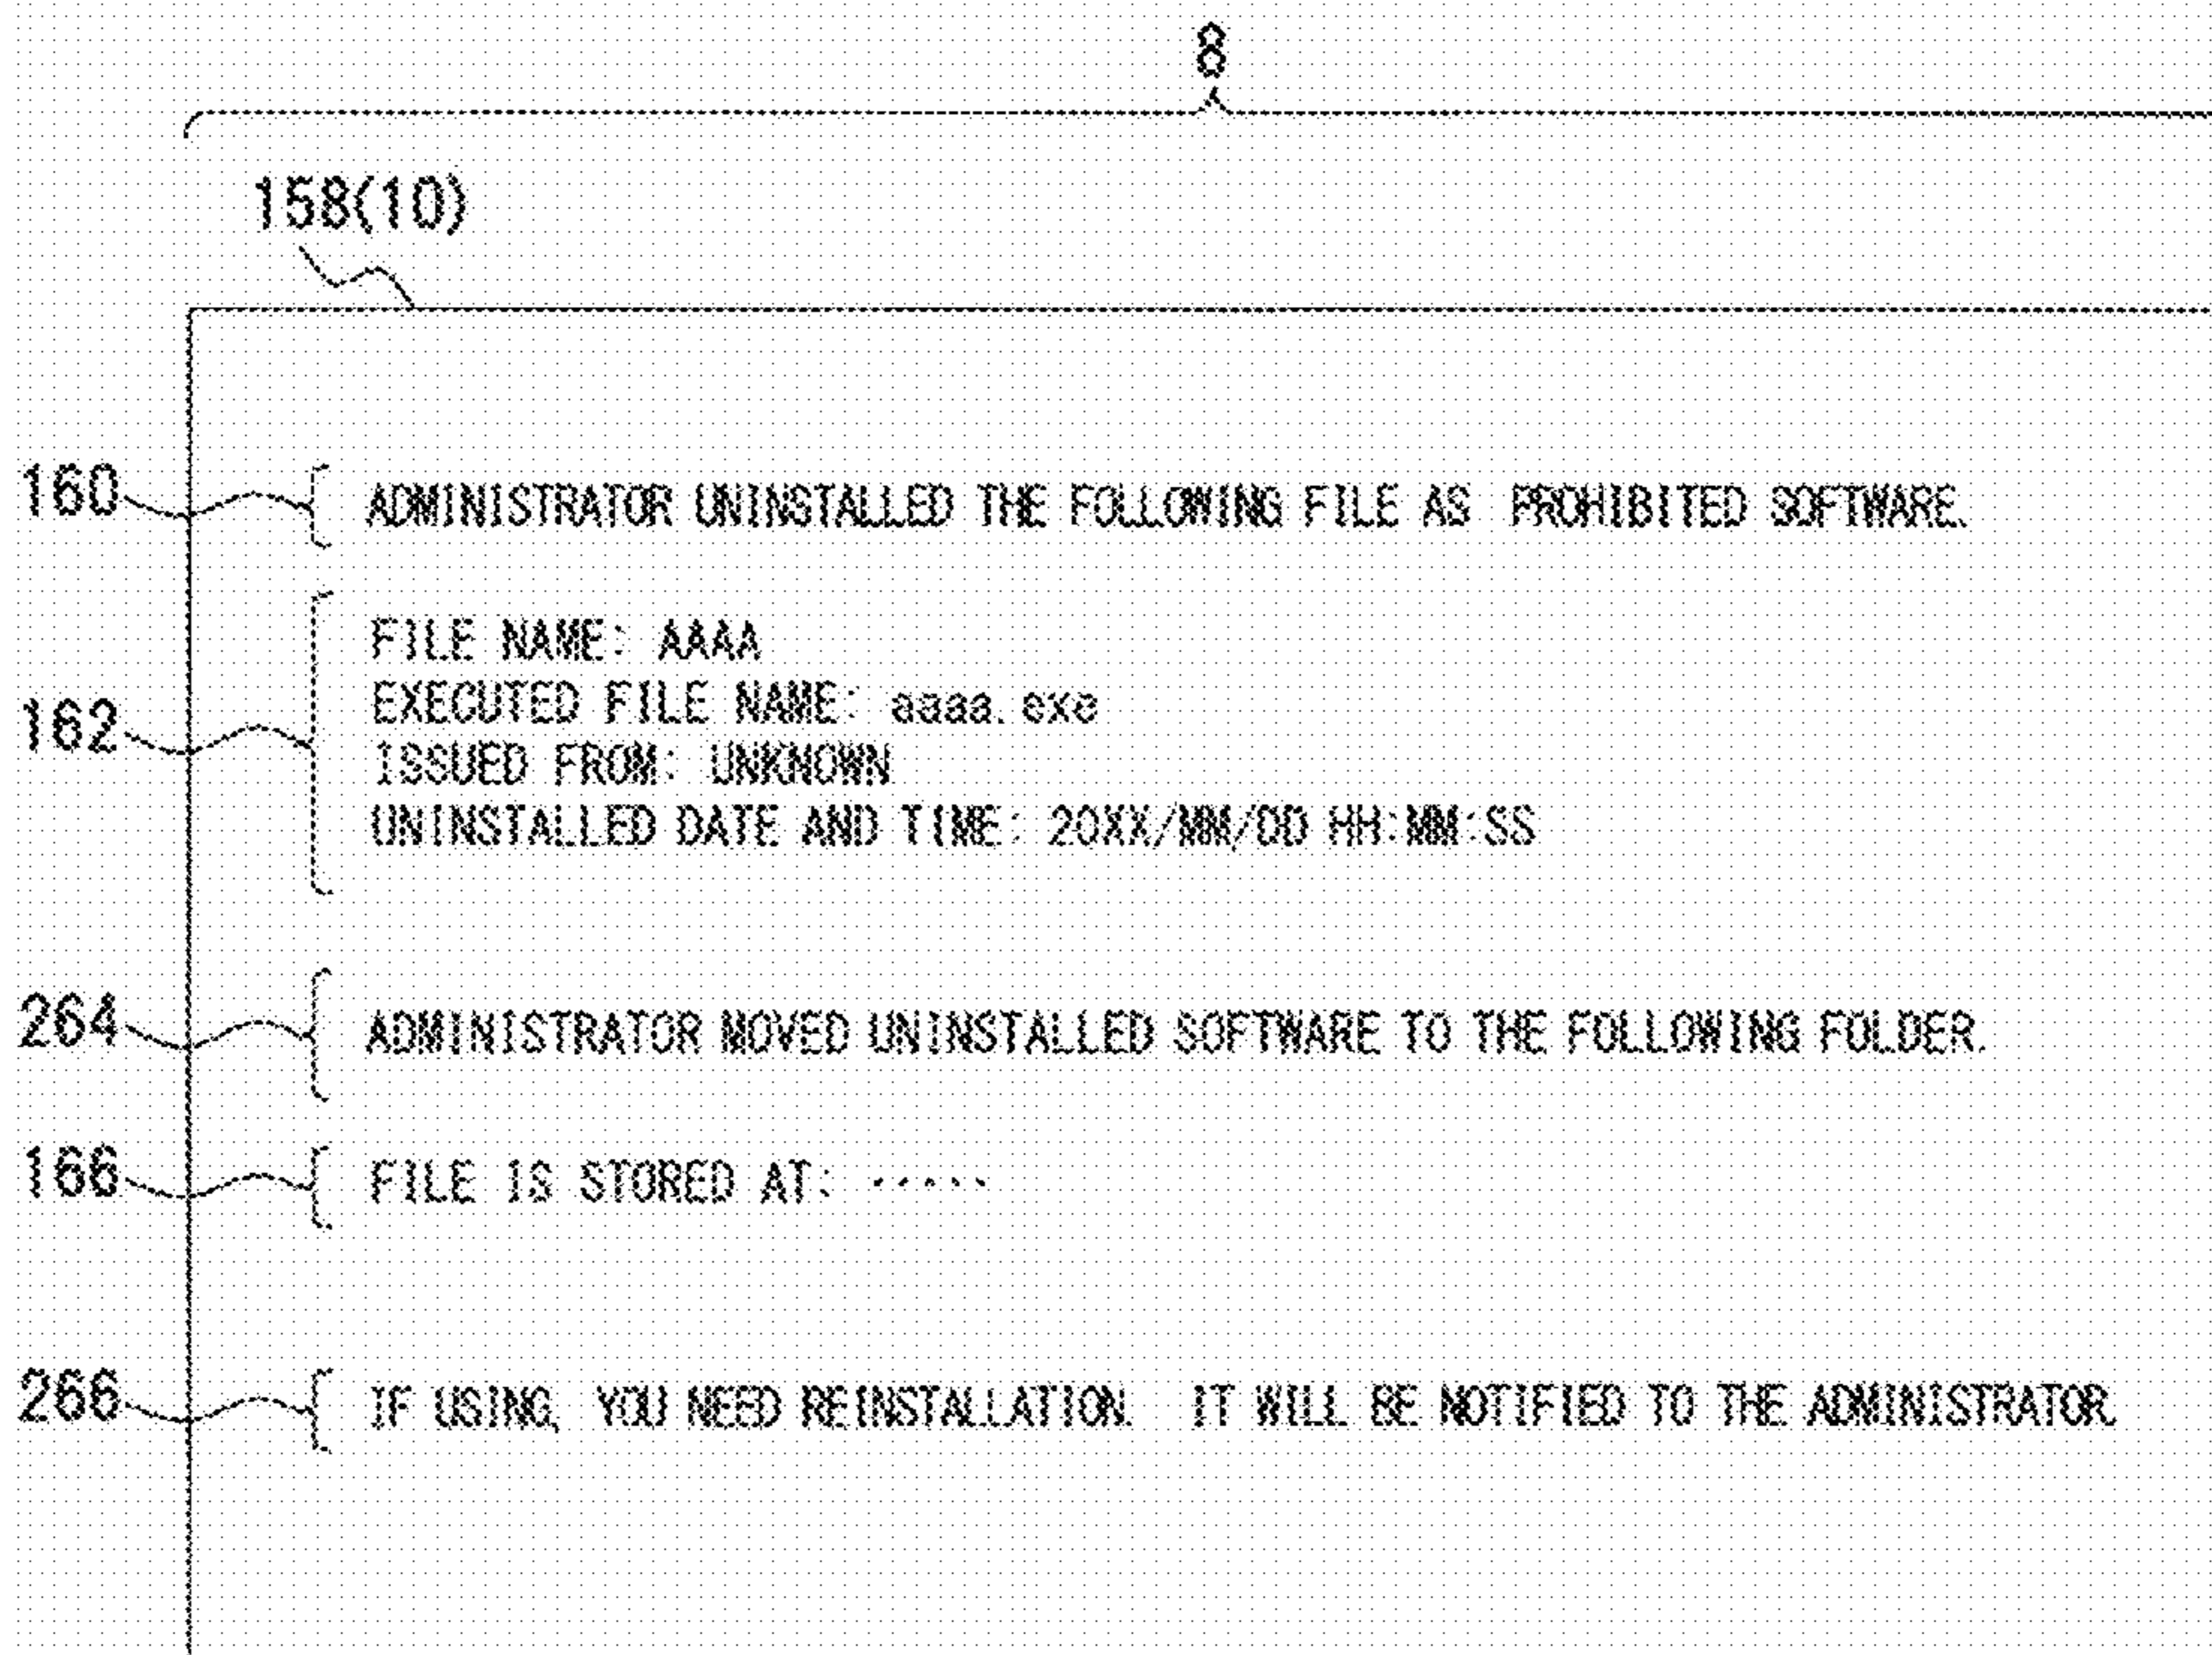 8
158(10)
160 ADMINISTRATOR UNINSTALLED THE FOLLOWING FILE AS PROHIBITED SOFTWARE.
FILE NAME: AAAA
EXECUTED FILE NAME: aaaa.exe
162 ISSUED FROM: UNKNOWN
UNINSTALLED DATE AND TIME: 20XX/MM/DD HH:MM:SS
264 ADMINISTRATOR MOVED UNINSTALLED SOFTWARE TO THE FOLLOWING FOLDER.
166 FILE IS STORED AT: ·····
266 IF USING, YOU NEED REINSTALLATION. IT WILL BE NOTIFIED TO THE ADMINISTRATOR.